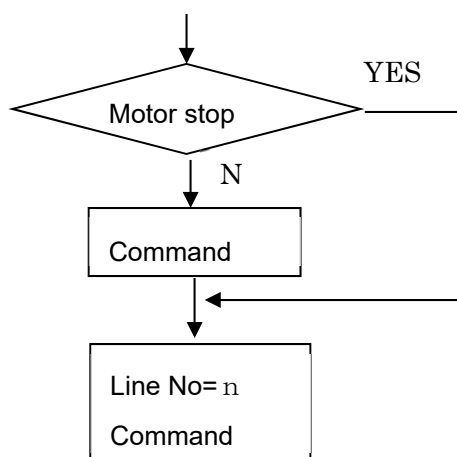 YES
Motor stop
N
Command
Line No= n
Command